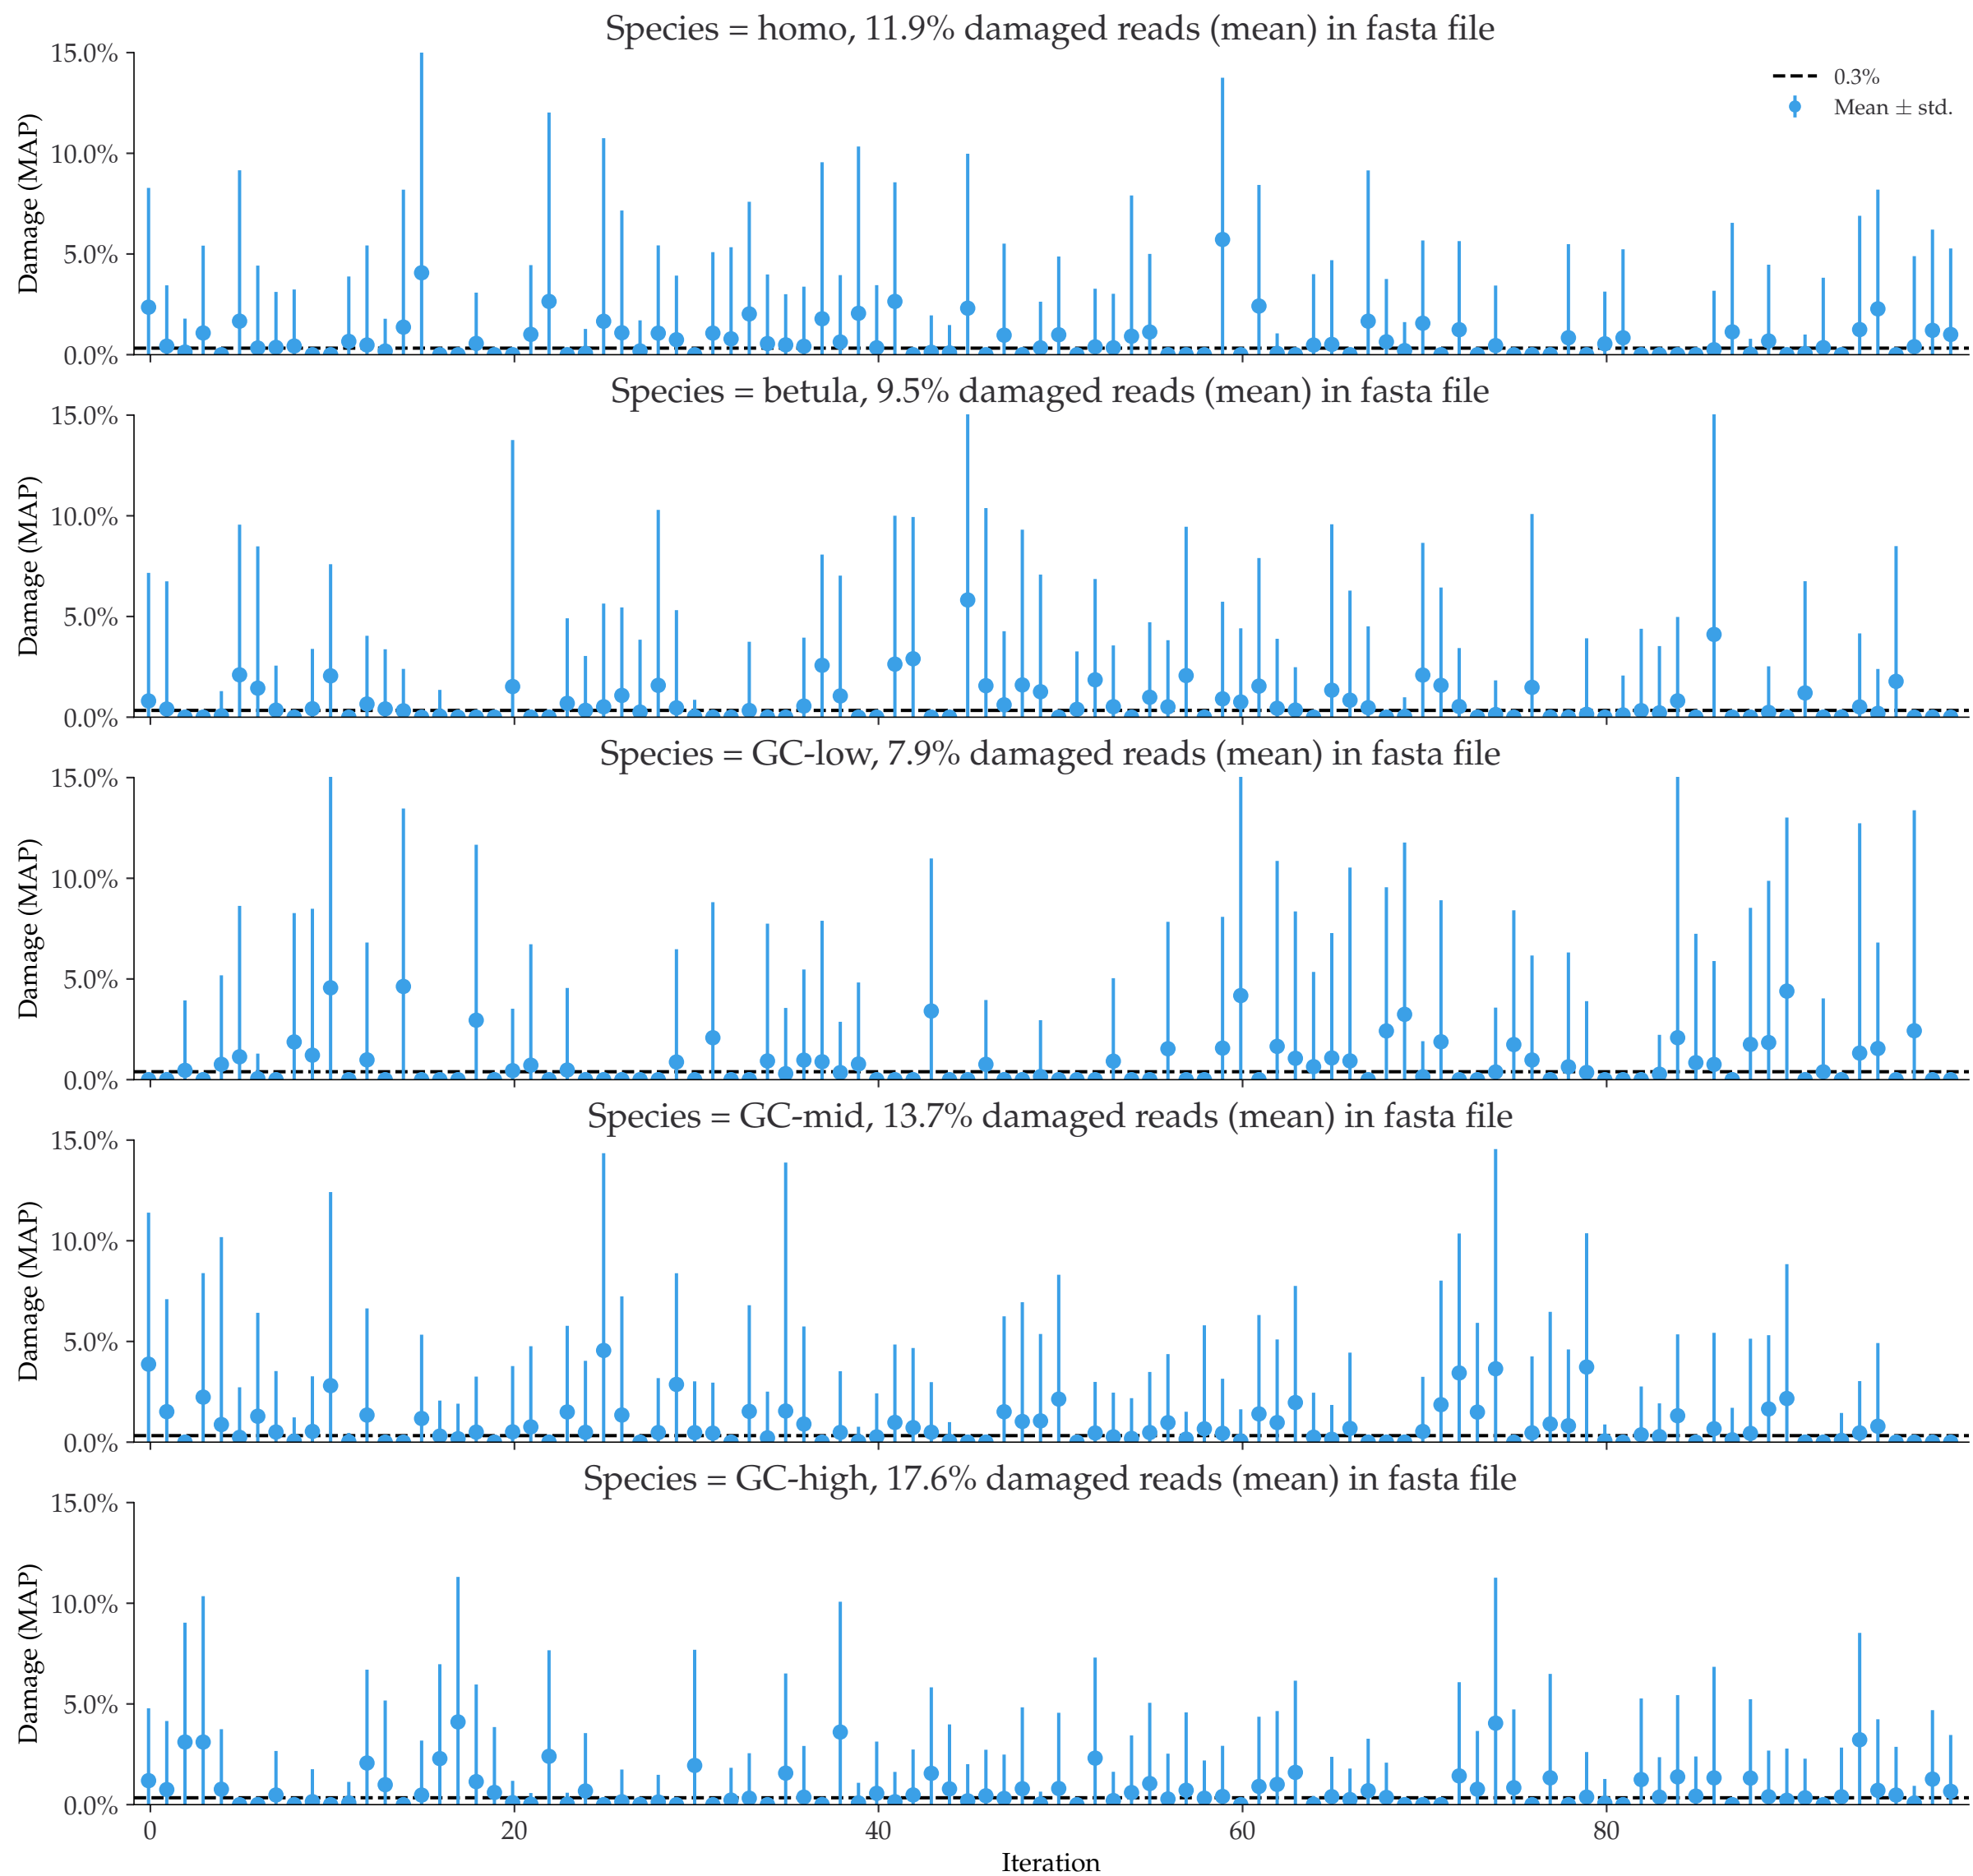 Species = homo, 11.9% damaged reads (mean) in fasta file
15.0%
10.0%
5.0%
0.0%
Damage (MAP)
0.3%
Mean ± std.
Species = betula, 9.5% damaged reads (mean) in fasta file
15.0%
10.0%
5.0%
0.0%
Damage (MAP)
Species = GC-low, 7.9% damaged reads (mean) in fasta file
15.0%
10.0%
5.0%
0.0%
Damage (MAP)
Species = GC-mid, 13.7% damaged reads (mean) in fasta file
15.0%
10.0%
5.0%
0.0%
Damage (MAP)
Species = GC-high, 17.6% damaged reads (mean) in fasta file
15.0%
10.0%
5.0%
0.0%
Damage (MAP)
0 20 40 60 80
Iteration